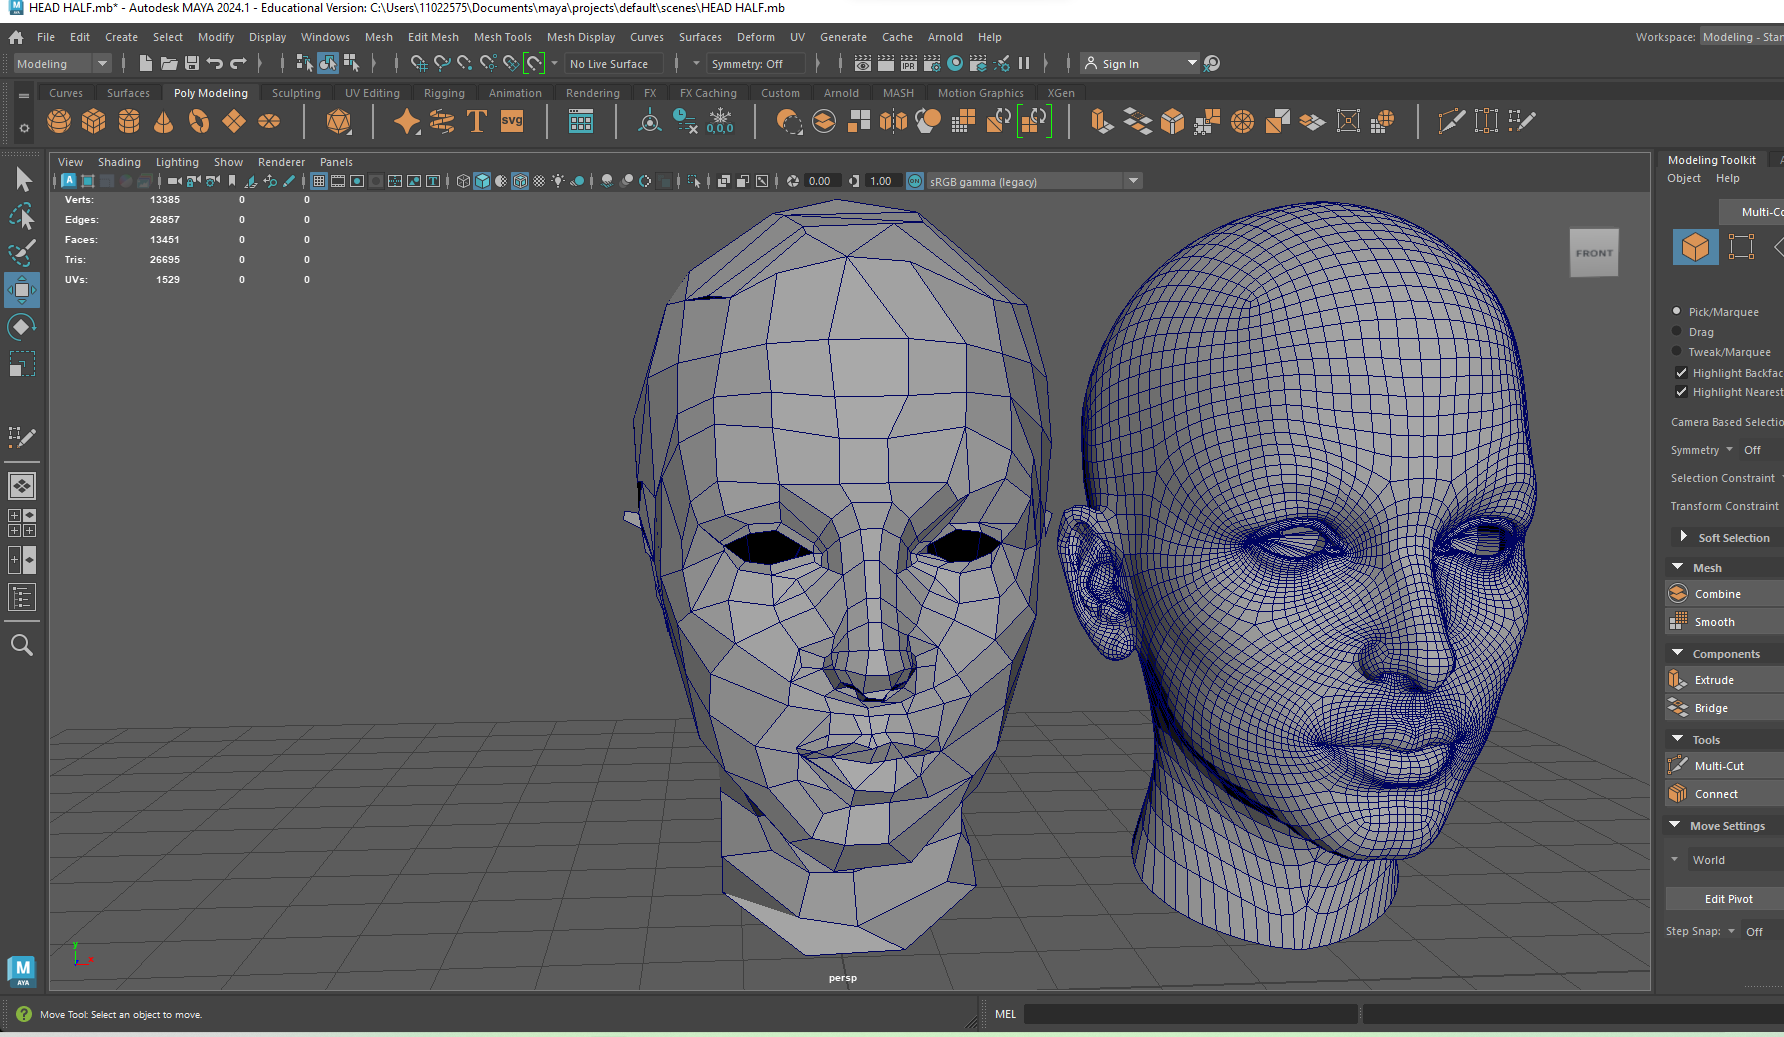 HEAD HALF.mb* - Autodesk MAYA 2024.1 - Educational Version: C:\Users\11022575\Documents\maya\projects\default\scenes\HEAD HALF.mb
File Edit Create Select Modify Display Windows Mesh Edit Mesh Mesh Tools Mesh Display Curves Surfaces Deform UV Generate Cache Arnold Help
Workspace: Modeling - Stan
Modeling No Live Surface Symmetry: Off Sign In
Curves Surfaces Poly Modeling Sculpting UV Editing Rigging Animation Rendering FX FX Caching Custom Arnold MASH Motion Graphics XGen
T SVG 0,0,0
View Shading Lighting Show Renderer Panels
0.00 1.00 ON sRGB gamma (legacy)
Verts: 13385 0 0
Edges: 26857 0 0
Faces: 13451 0 0
Tris: 26695 0 0
UVs: 1529 0 0
FRONT
persp
y
x
Modeling Toolkit
Object Help
Multi-Cu
Pick/Marquee
Drag
Tweak/Marquee
Highlight Backfac
Highlight Nearest
Camera Based Selectio
Symmetry Off
Selection Constraint
Transform Constraint
Soft Selection
Mesh
Combine
Smooth
Components
Extrude
Bridge
Tools
Multi-Cut
Connect
Move Settings
World
Edit Pivot
Step Snap: Off
M
AYA
Move Tool: Select an object to move.
MEL